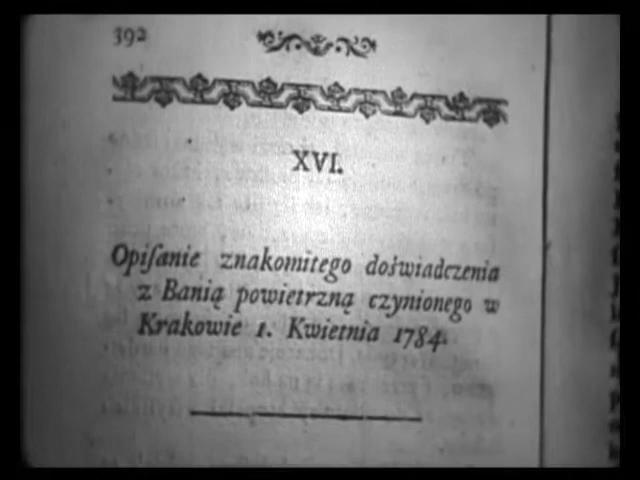 392
XVI.
Opiſanie znakomitego doświadczenia
z Banią powietrzną czynionego w
Krakowie 1. Kwietnia 1784.